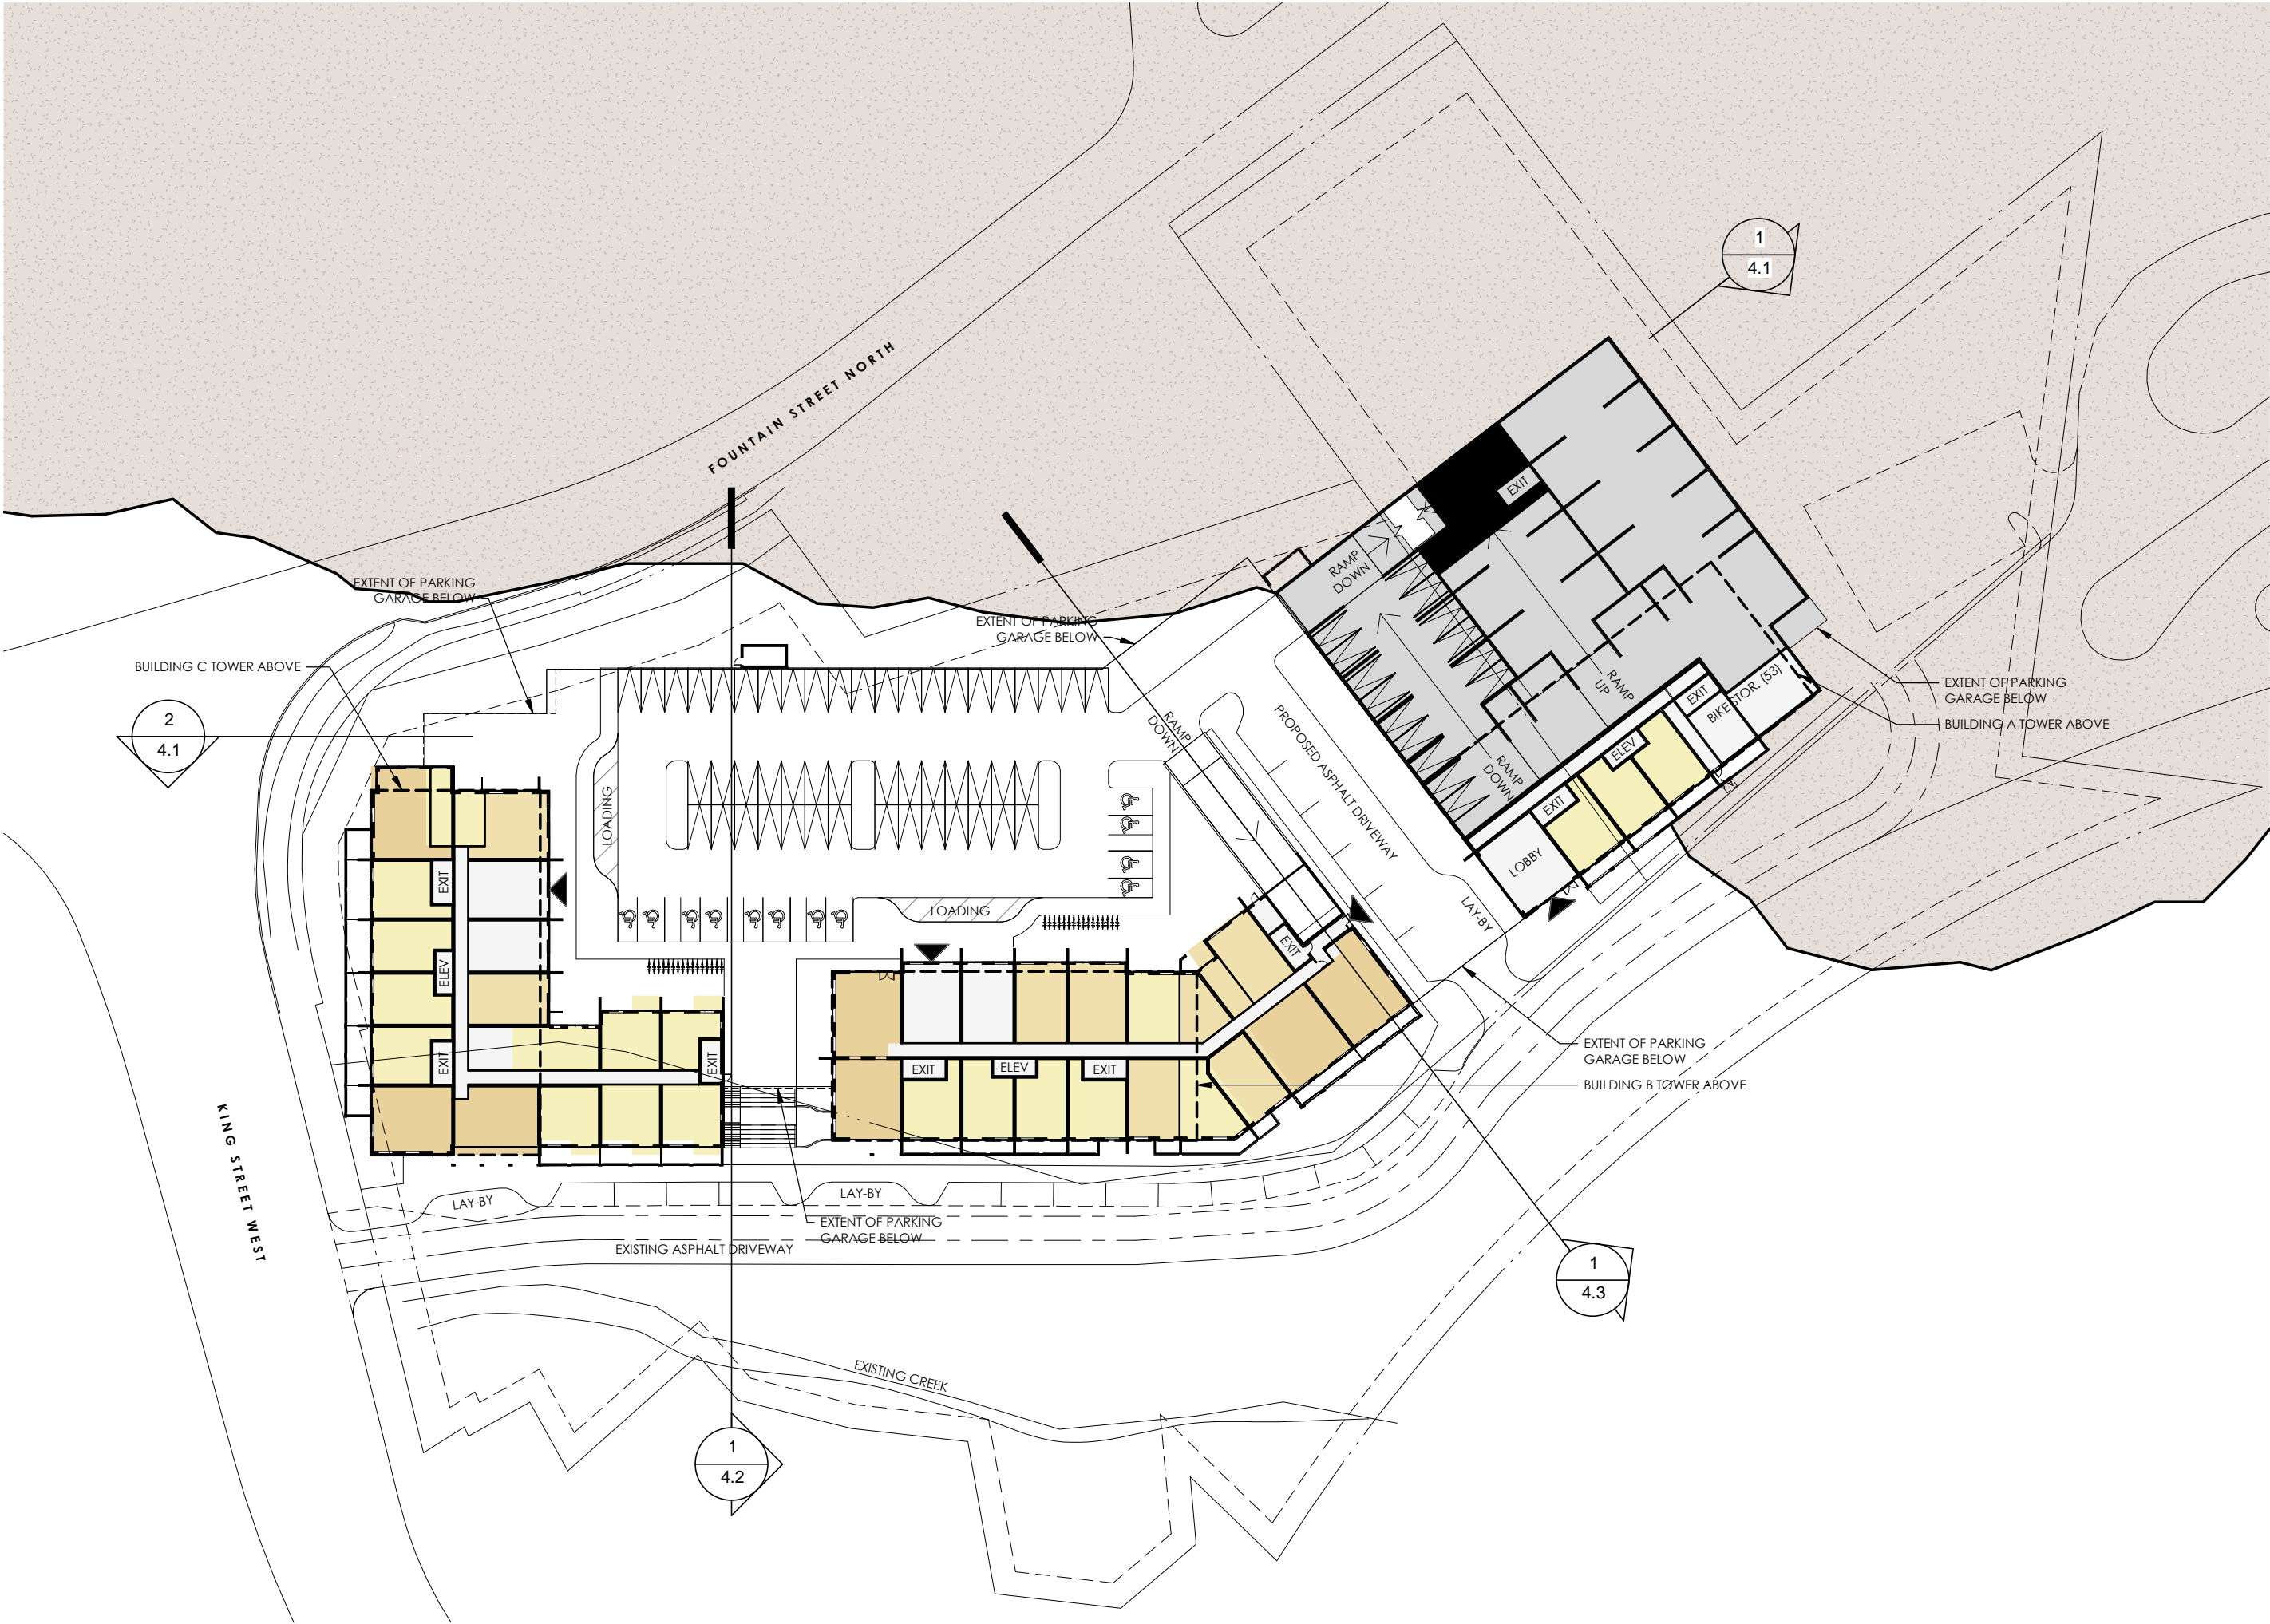 1
4.1
FOUNTAIN STREET NORTH
EXIT
RAMP
DOWN
EXTENT OF PARKING
GARAGE BELOW
EXTENT OF PARKING
GARAGE BELOW
BUILDING C TOWER ABOVE
2
4.1
RAMP
DOWN
PROPOSED ASPHALT DRIVEWAY
RAMP
UP
EXIT
BIKE STOR. (53)
EXTENT OF PARKING
GARAGE BELOW
BUILDING A TOWER ABOVE
ELEV
RAMP
DOWN
EXIT
LOBBY
LOADING
LOADING
LAY-BY
EXIT
EXIT
ELEV
EXIT
EXIT
EXIT
ELEV
EXIT
EXTENT OF PARKING
GARAGE BELOW
BUILDING B TOWER ABOVE
KING STREET WEST
LAY-BY
LAY-BY
EXTENT OF PARKING
GARAGE BELOW
EXISTING ASPHALT DRIVEWAY
1
4.3
EXISTING CREEK
1
4.2